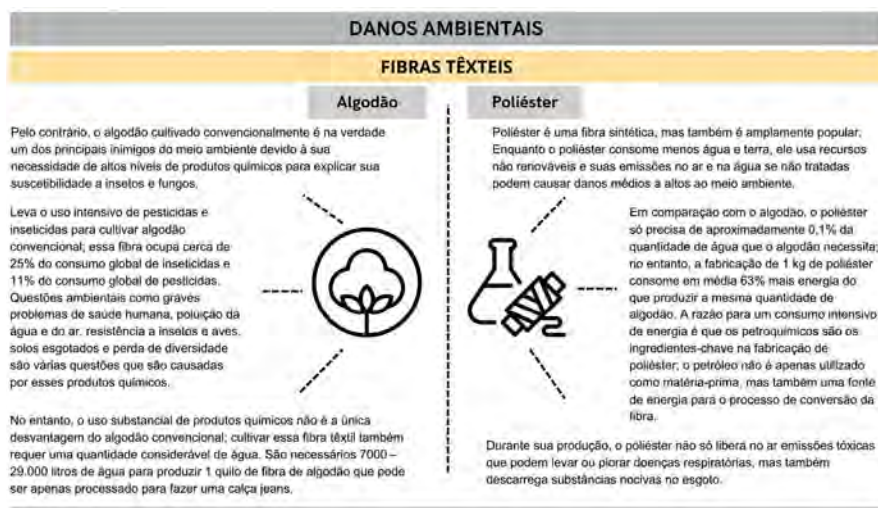 DANOS AMBIENTAIS
FIBRAS TÊXTEIS
Algodão
Pelo contrário, o algodão cultivado convencionalmente é na verdade
um dos principais inimigos do meio ambiente devido à sua
necessidade de altos níveis de produtos químicos para explicar sua
suscetibilidade a insetos e fungos.
Leva o uso intensivo de pesticidas e
inseticidas para cultivar algodão
convencional; essa fibra ocupa cerca de
25% do consumo global de inseticidas e
11% do consumo global de pesticidas.
Questões ambientais como graves
problemas de saúde humana, poluição da
água e do ar, resistência a insetos e aves,
solos esgotados e perda de diversidade
são várias questões que são causadas
por esses produtos químicos.
No entanto, o uso substancial de produtos químicos não é a única
desvantagem do algodão convencional; cultivar essa fibra têxtil também
requer uma quantidade considerável de água. São necessários 7000 –
29.000 litros de água para produzir 1 quilo de fibra de algodão que pode
ser apenas processado para fazer uma calça jeans.
Poliéster
Poliéster é uma fibra sintética, mas também é amplamente popular.
Enquanto o poliéster consome menos água e terra, ele usa recursos
não renováveis e suas emissões no ar e na água se não tratadas
podem causar danos médios a altos ao meio ambiente.
Em comparação com o algodão, o poliéster
só precisa de aproximadamente 0,1% da
quantidade de água que o algodão necessita;
no entanto, a fabricação de 1 kg de poliéster
consome em média 63% mais energia do
que produzir a mesma quantidade de
algodão. A razão para um consumo intensivo
de energia é que os petroquímicos são os
ingredientes-chave na fabricação de
poliéster; o petróleo não é apenas utilizado
como matéria-prima, mas também uma fonte
de energia para o processo de conversão da
fibra.
Durante sua produção, o poliéster não só libera no ar emissões tóxicas
que podem levar ou piorar doenças respiratórias, mas também
descarrega substâncias nocivas no esgoto.